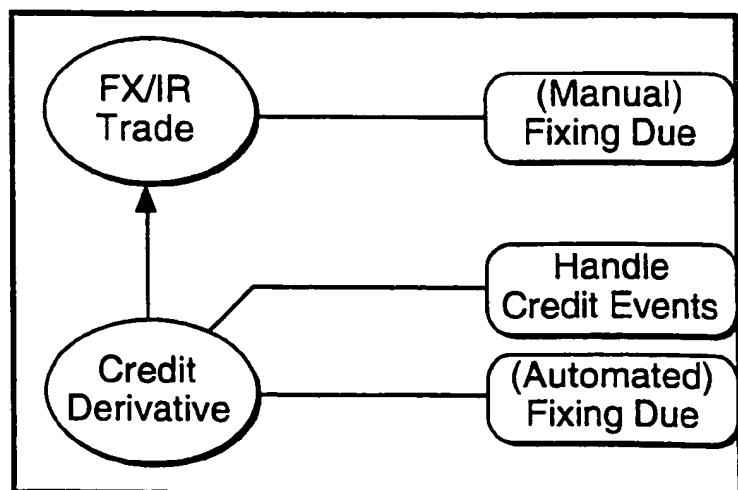 FX/IR
Trade
(Manual)
Fixing Due
Handle
Credit Events
Credit
Derivative
(Automated)
Fixing Due